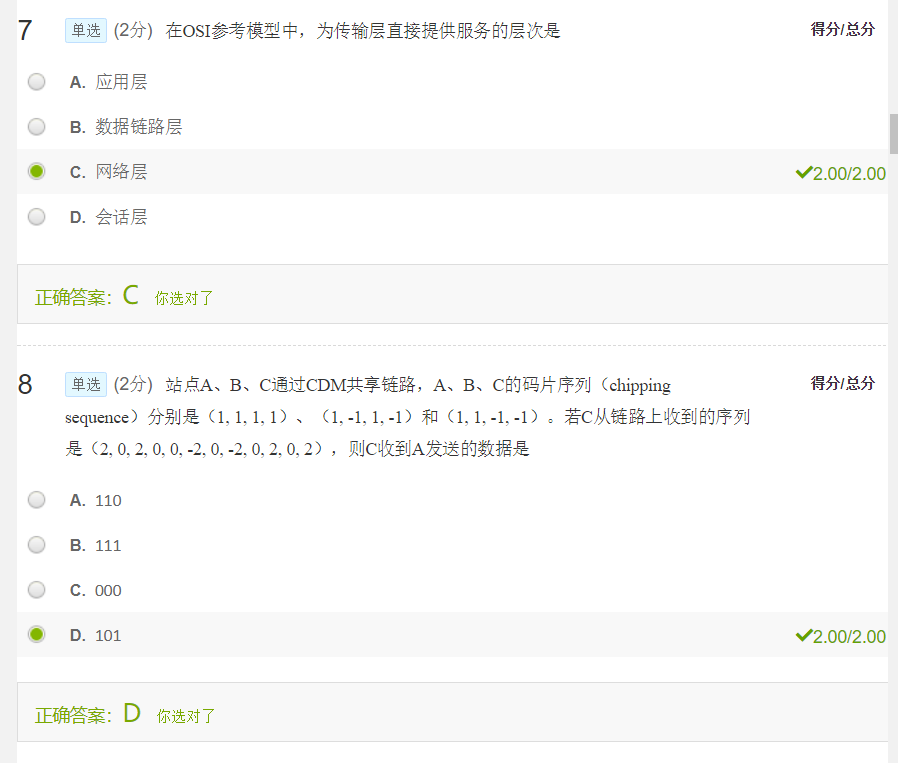 7 单选 (2分) 在OSI参考模型中，为传输层直接提供服务的层次是 得分/总分
A. 应用层
B. 数据链路层
C. 网络层 2.00/2.00
D. 会话层
正确答案：C 你选对了
8 单选 (2分) 站点A、B、C通过CDM共享链路，A、B、C的码片序列（chipping 得分/总分
sequence）分别是（1, 1, 1, 1）、（1, -1, 1, -1）和（1, 1, -1, -1）。若C从链路上收到的序列
是（2, 0, 2, 0, 0, -2, 0, -2, 0, 2, 0, 2），则C收到A发送的数据是
A. 110
B. 111
C. 000
D. 101 2.00/2.00
正确答案：D 你选对了